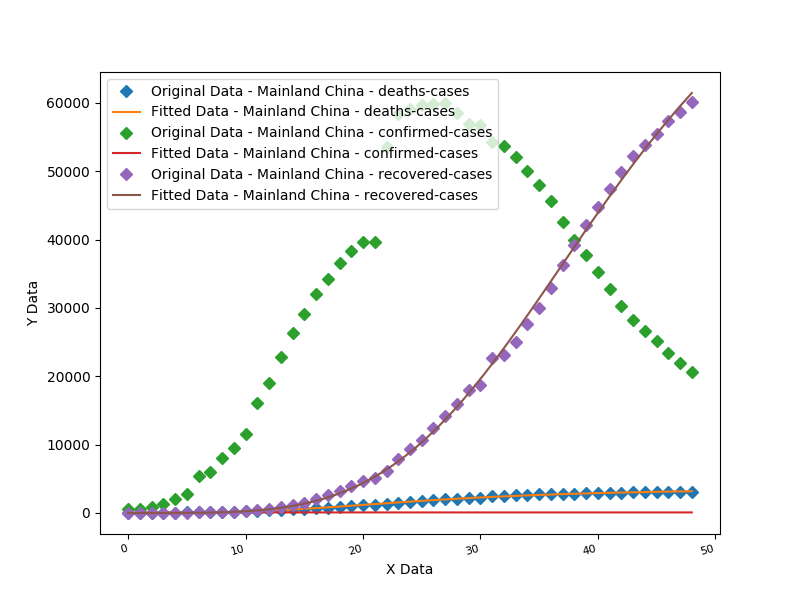 Original Data - Mainland China - deaths-cases
Fitted Data - Mainland China - deaths-cases
Original Data - Mainland China - confirmed-cases
Fitted Data - Mainland China - confirmed-cases
Original Data - Mainland China - recovered-cases
Fitted Data - Mainland China - recovered-cases
60000
50000
40000
30000
20000
10000
0
Y Data
0
10
20
30
40
50
X Data